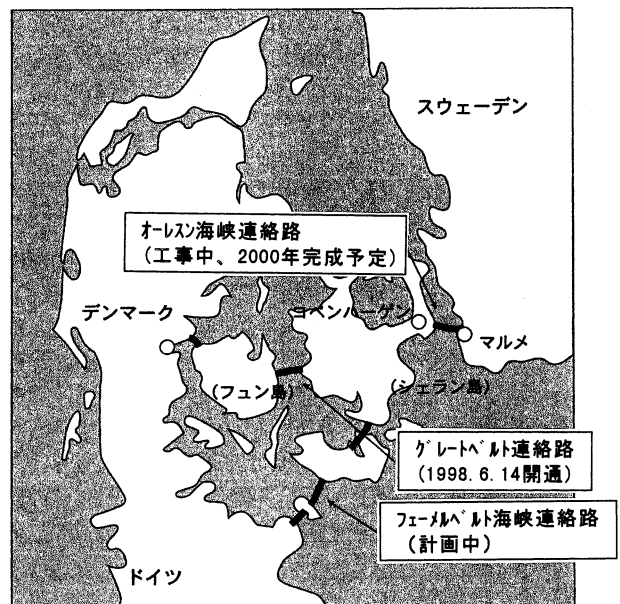 スウェーデン
ｵｰﾚｽﾝ海峡連絡路
(工事中、2000年完成予定)
デンマーク
コペンハーゲン
マルメ
(フュン島)
(シェラン島)
ｸﾞﾚｰﾄﾍﾞﾙﾄ連絡路
(1998.6.14開通)
ﾌｪｰﾒﾙﾍﾞﾙﾄ海峡連絡路
(計画中)
ドイツ